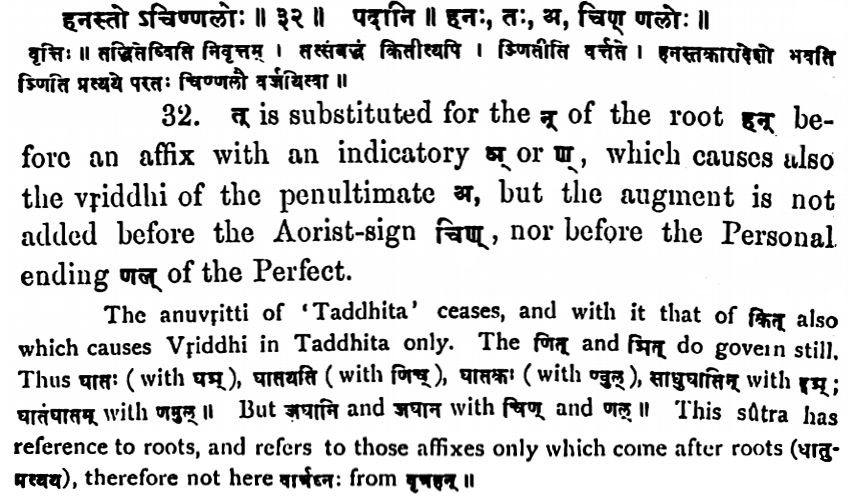 हनस्तो ऽचिण्णलोः ॥ ३२ ॥ पदानि ॥ हनः, तः, अ, चिण् णलोः ॥
वृत्तिः ॥ तद्धितेष्विति निवृत्तम् । तत्संबद्धं कितीत्यपि । ञ्णितीति वर्त्तते । हनस्तकारादेशो भवति
ञ्णिति प्रत्यये परतः चिण्णलौ वर्जयित्वा ॥
32. त् is substituted for the न् of the root हन् be-
fore an affix with an indicatory ञ् or ण्, which causes also
the vṛiddhi of the penultimate अ, but the augment is not
added before the Aorist-sign चिण्, nor before the Personal
ending णल् of the Perfect.
The anuvṛitti of 'Taddhita' ceases, and with it that of कित् also
which causes Vṛiddhi in Taddhita only. The णित् and ञित् do govern still.
Thus घातः (with घञ्), घातयति (with णिच्), घातकः (with ण्वुल्), साधुघातिन् with इञ्;
घातंघातम् with णमुल् ॥ But अघानि and जघान with चिण् and णल् ॥ This sûtra has
reference to roots, and refers to those affixes only which come after roots (धातु-
प्रत्यय), therefore not here वार्त्रघ्नः from वृत्रहन् ॥